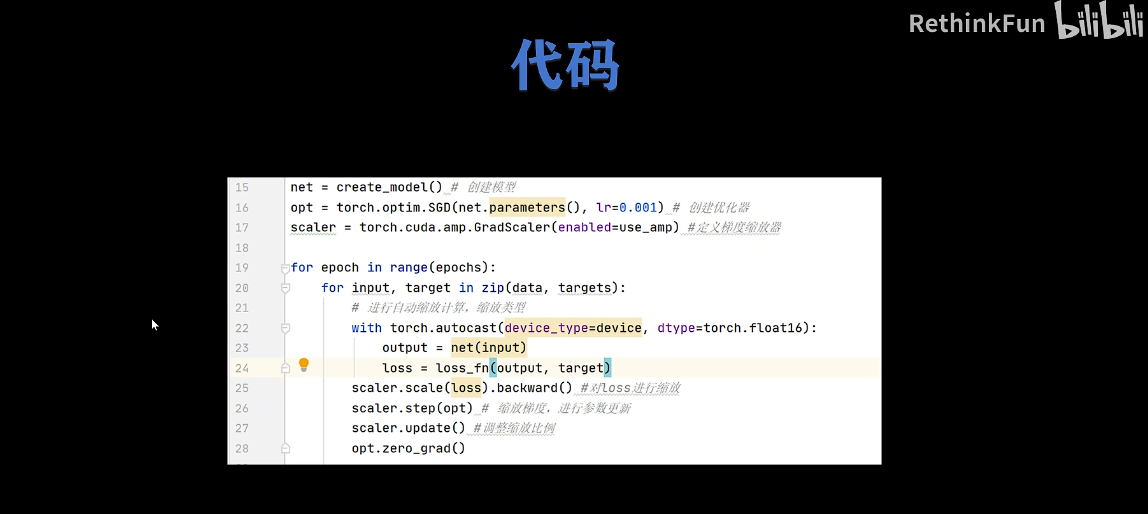 RethinkFun bilibili
代码
15 net = create_model() # 创建模型
16 opt = torch.optim.SGD(net.parameters(), lr=0.001) # 创建优化器
17 scaler = torch.cuda.amp.GradScaler(enabled=use_amp) #定义梯度缩放器
18
19 for epoch in range(epochs):
20 for input, target in zip(data, targets):
21 # 进行自动缩放计算，缩放类型
22 with torch.autocast(device_type=device, dtype=torch.float16):
23 output = net(input)
24 loss = loss_fn(output, target)
25 scaler.scale(loss).backward() #对loss进行缩放
26 scaler.step(opt) # 缩放梯度，进行参数更新
27 scaler.update() #调整缩放比例
28 opt.zero_grad()